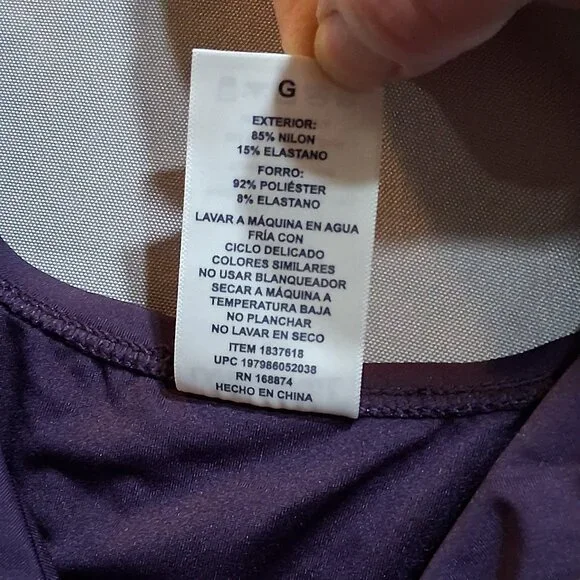 G
EXTERIOR:
85% NILON
15% ELASTANO
FORRO:
92% POLIÉSTER
8% ELASTANO
LAVAR A MÁQUINA EN AGUA
FRÍA CON
CICLO DELICADO
COLORES SIMILARES
NO USAR BLANQUEADOR
SECAR A MÁQUINA A
TEMPERATURA BAJA
NO PLANCHAR
NO LAVAR EN SECO
ITEM 1837618
UPC 197986052038
RN 168874
HECHO EN CHINA